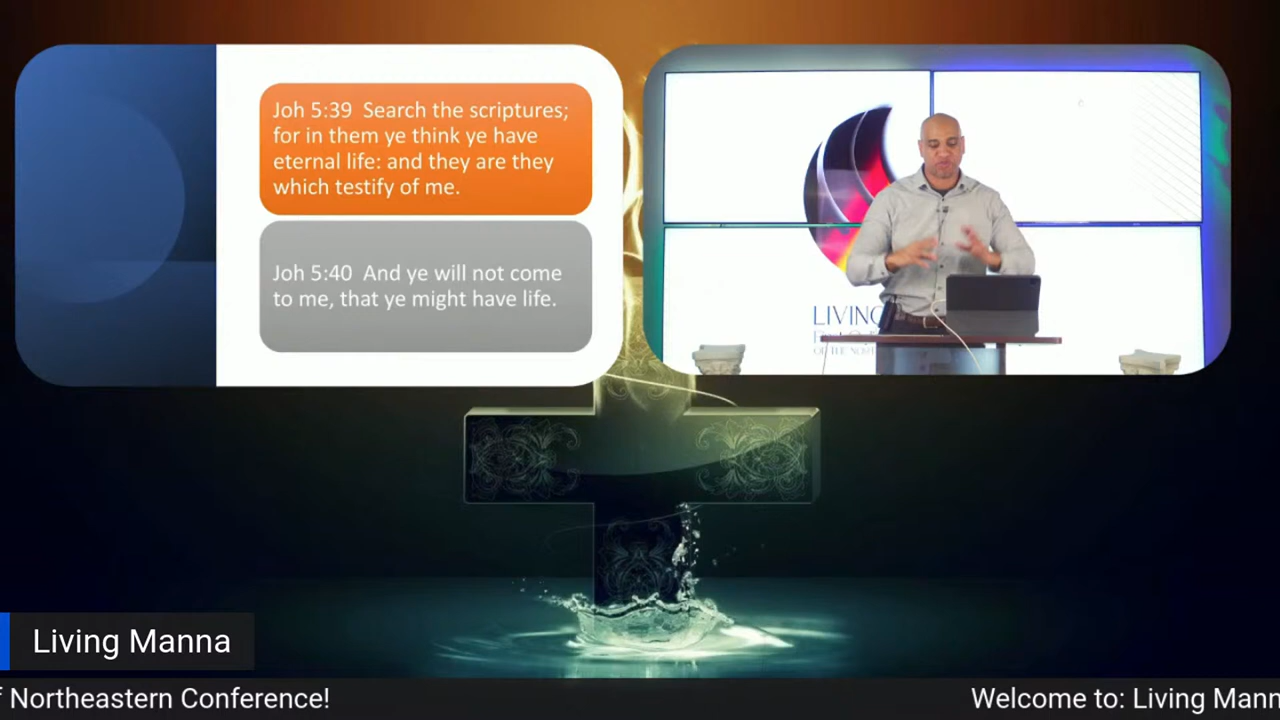 Joh 5:39 Search the scriptures;
for in them ye think ye have
eternal life: and they are they
which testify of me.
Joh 5:40 And ye will not come
to me, that ye might have life.
LIVING
OF THE
Living Manna
f Northeastern Conference!
Welcome to: Living Mann